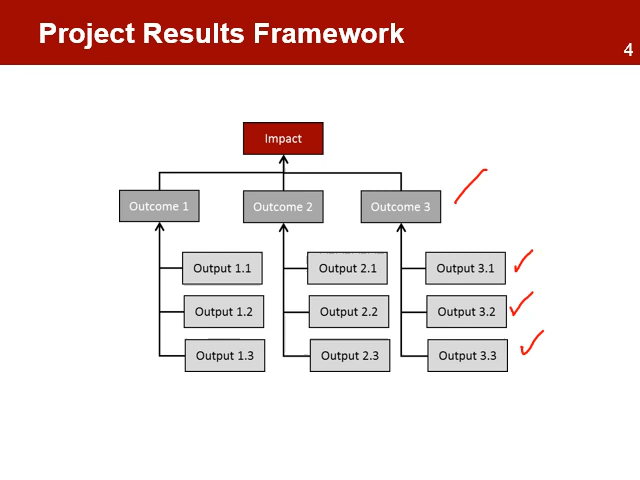 Project Results Framework
4
Impact
Outcome 1
Outcome 2
Outcome 3
Output 1.1
Output 2.1
Output 3.1
Output 1.2
Output 2.2
Output 3.2
Output 1.3
Output 2.3
Output 3.3